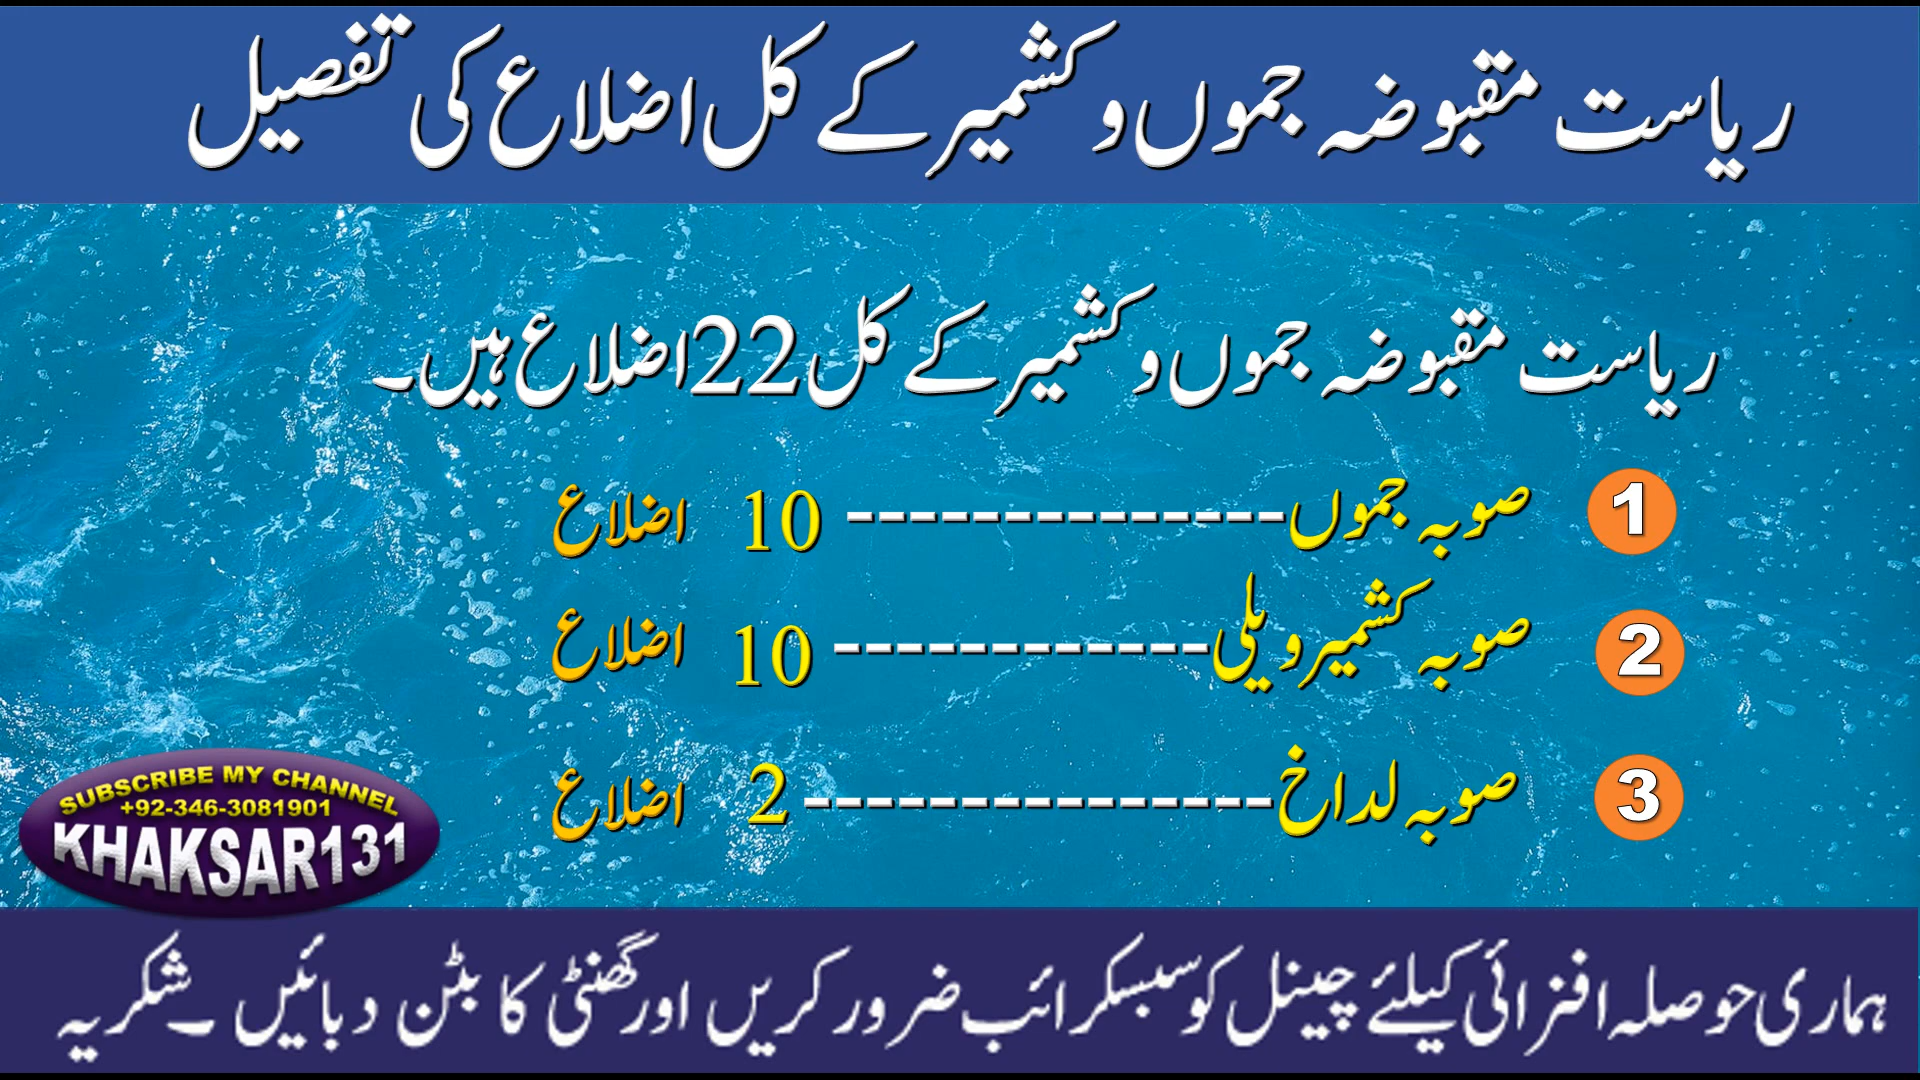 ریاست مقبوضہ جموں و کشمیر کے کل اضلاع کی تفصیل
ریاست مقبوضہ جموں و کشمیر کے کل 22 اضلاع ہیں۔
1 صوبہ جموں-------------- 10 اضلاع
2 صوبہ کشمیر ویلی------------ 10 اضلاع
3 صوبہ لداخ--------------- 2 اضلاع
SUBSCRIBE MY CHANNEL
+92-346-3081901
KHAKSAR131
ہماری حوصلہ افزائی کیلئے چینل کو سبسکرائب ضرور کریں اور گھنٹی کا بٹن دبائیں ۔ شکریہ